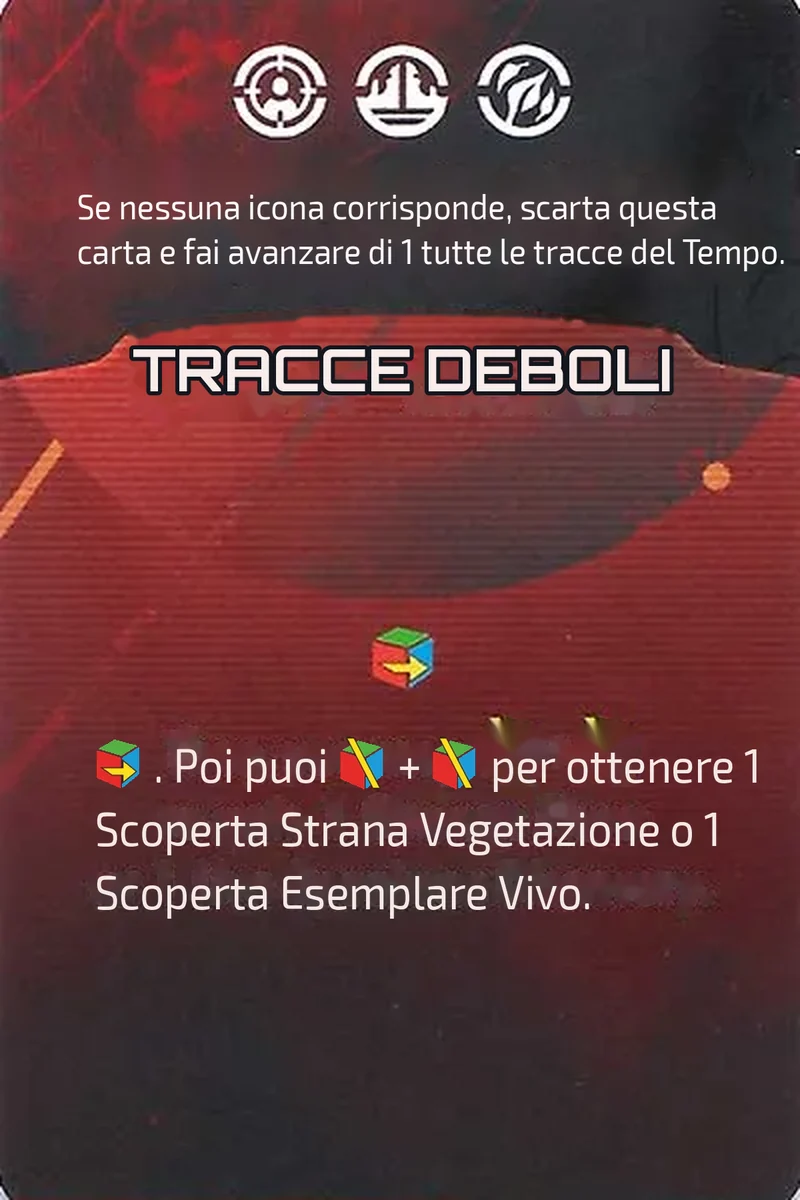 Se nessuna icona corrisponde, scarta questa
carta e fai avanzare di 1 tutte le tracce del Tempo.
TRACCE DEBOLI
. Poi puoi + per ottenere 1
Scoperta Strana Vegetazione o 1
Scoperta Esemplare Vivo.